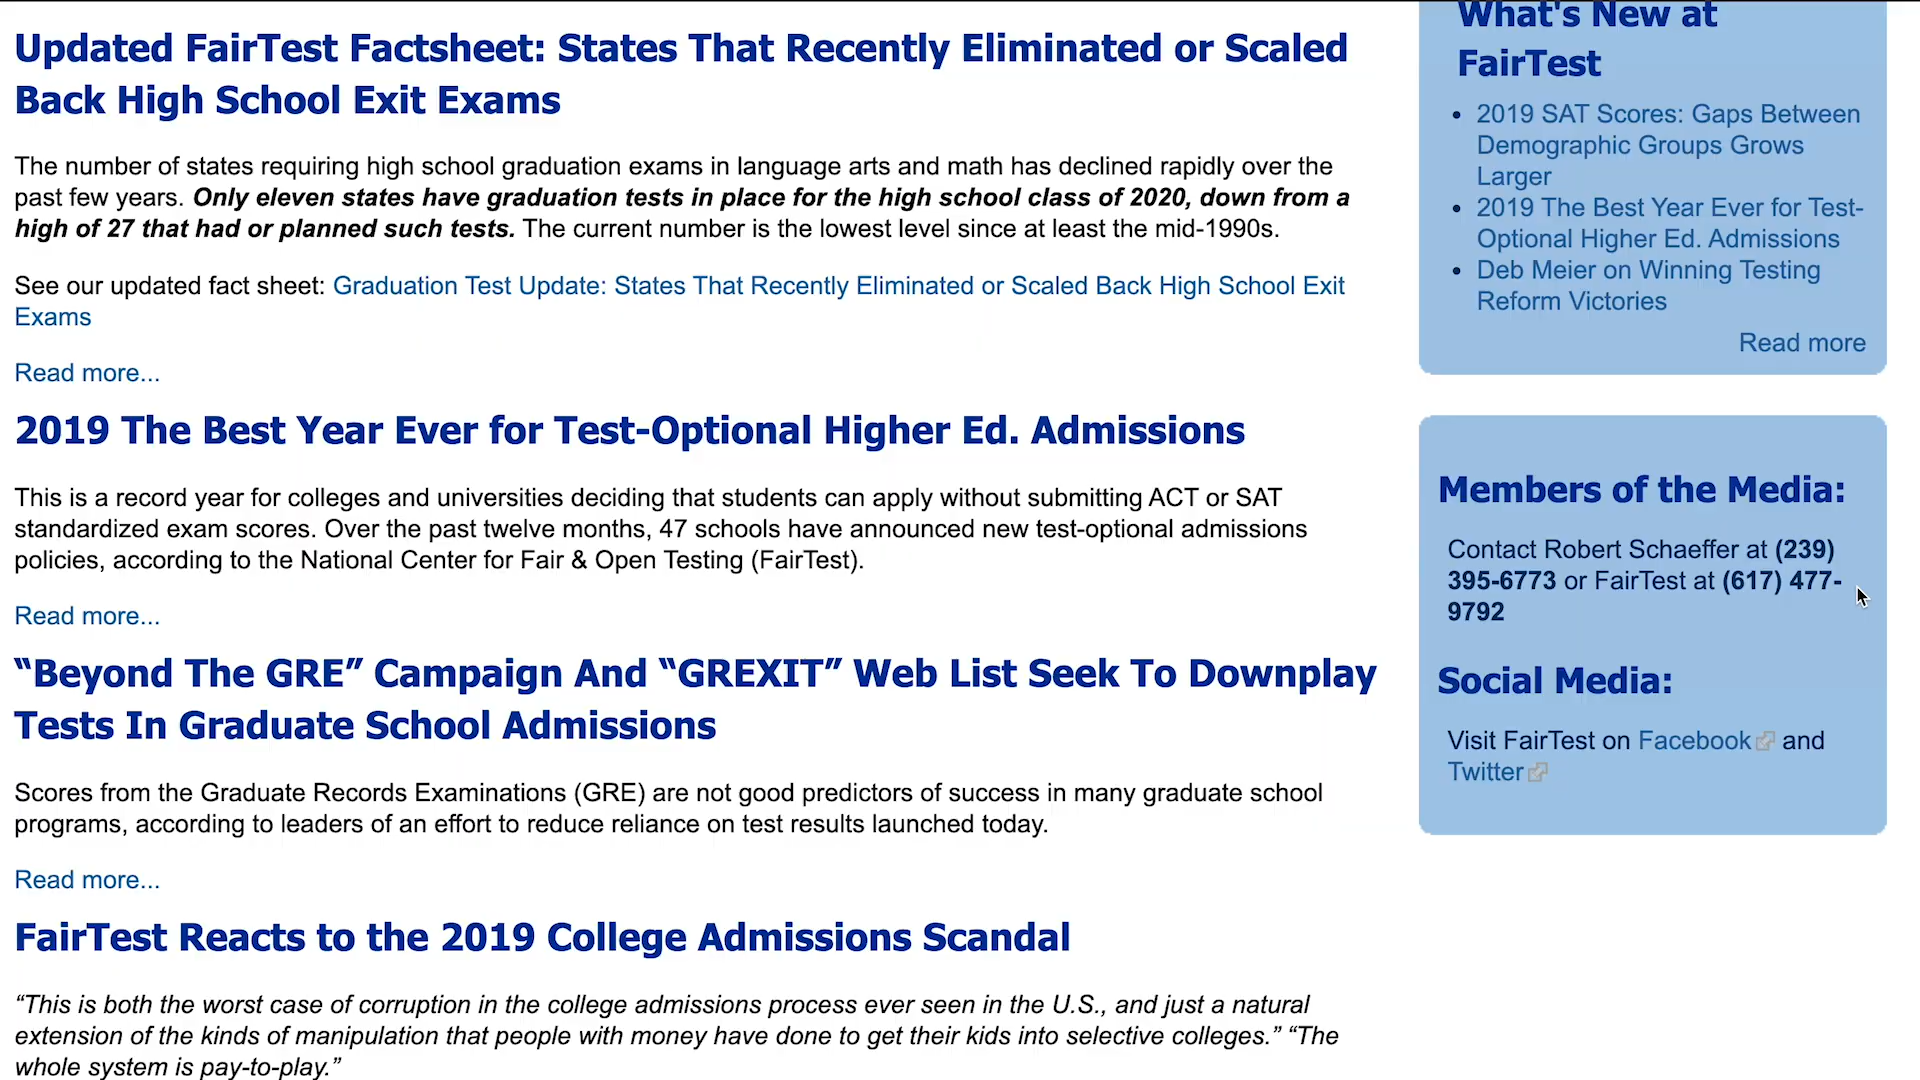 Updated FairTest Factsheet: States That Recently Eliminated or Scaled
Back High School Exit Exams
The number of states requiring high school graduation exams in language arts and math has declined rapidly over the
past few years. Only eleven states have graduation tests in place for the high school class of 2020, down from a
high of 27 that had or planned such tests. The current number is the lowest level since at least the mid-1990s.
See our updated fact sheet: Graduation Test Update: States That Recently Eliminated or Scaled Back High School Exit
Exams
Read more...
2019 The Best Year Ever for Test-Optional Higher Ed. Admissions
This is a record year for colleges and universities deciding that students can apply without submitting ACT or SAT
standardized exam scores. Over the past twelve months, 47 schools have announced new test-optional admissions
policies, according to the National Center for Fair & Open Testing (FairTest).
Read more...
“Beyond The GRE” Campaign And “GREXIT” Web List Seek To Downplay
Tests In Graduate School Admissions
Scores from the Graduate Records Examinations (GRE) are not good predictors of success in many graduate school
programs, according to leaders of an effort to reduce reliance on test results launched today.
Read more...
FairTest Reacts to the 2019 College Admissions Scandal
“This is both the worst case of corruption in the college admissions process ever seen in the U.S., and just a natural
extension of the kinds of manipulation that people with money have done to get their kids into selective colleges.” “The
whole system is pay-to-play.”
What's New at
FairTest
• 2019 SAT Scores: Gaps Between
Demographic Groups Grows
Larger
• 2019 The Best Year Ever for Test-
Optional Higher Ed. Admissions
• Deb Meier on Winning Testing
Reform Victories
Read more
Members of the Media:
Contact Robert Schaeffer at (239)
395-6773 or FairTest at (617) 477-
9792
Social Media:
Visit FairTest on Facebook and
Twitter